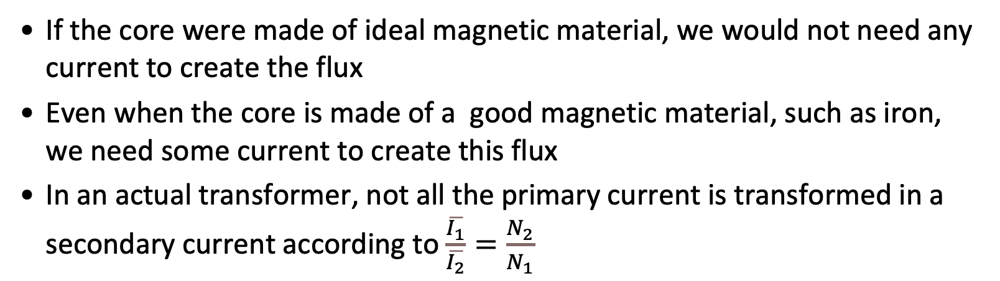 • If the core were made of ideal magnetic material, we would not need any
current to create the flux
• Even when the core is made of a  good magnetic material, such as iron,
we need some current to create this flux
• In an actual transformer, not all the primary current is transformed in a
secondary current according to $\frac{\overline{I_1}}{\overline{I_2}} = \frac{N_2}{N_1}$